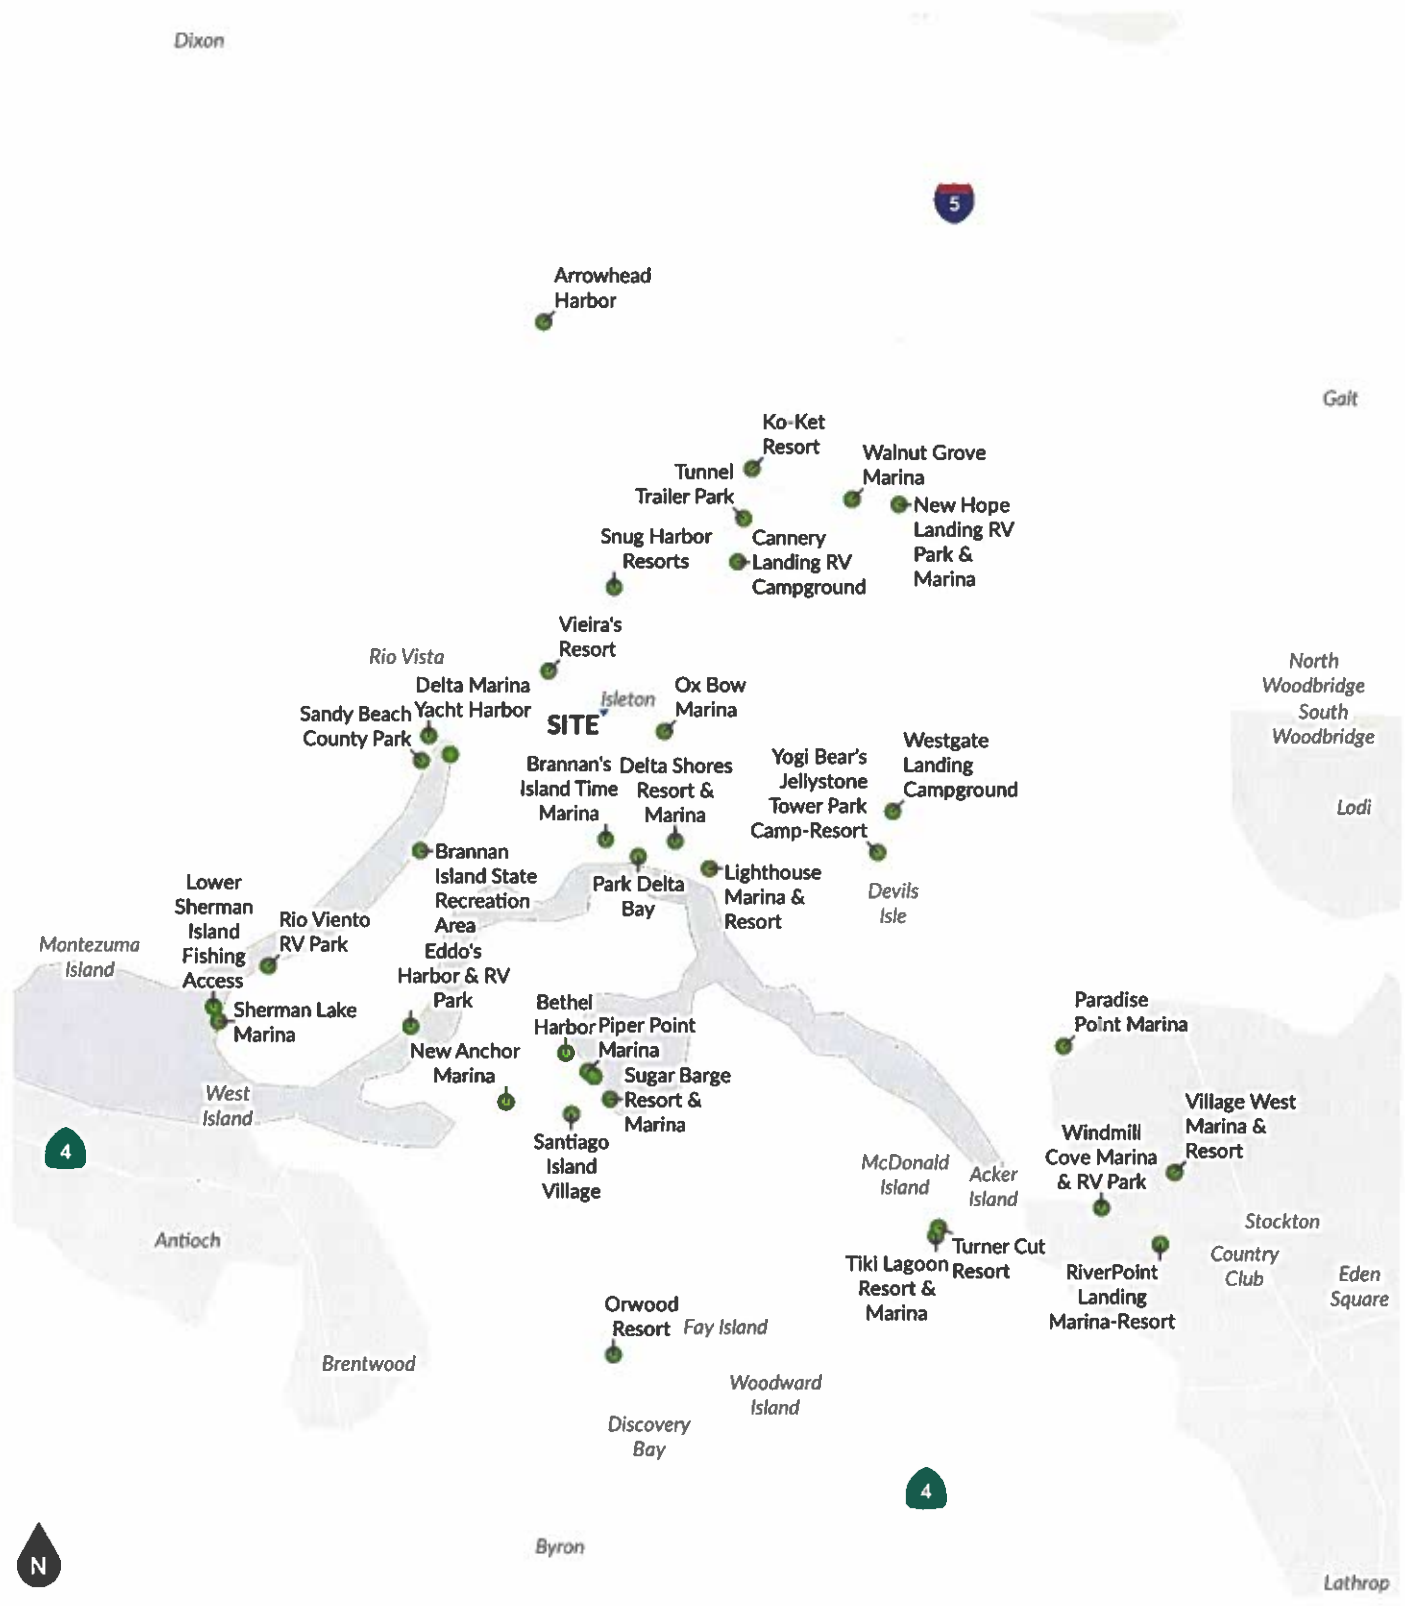 Dixon
5
Arrowhead
Harbor
Galt
Ko-Ket
Resort
Walnut Grove
Marina
Tunnel
Trailer Park
New Hope
Landing RV
Park &
Marina
Snug Harbor
Resorts
Cannery
Landing RV
Campground
Vieira's
Resort
Rio Vista
North
Woodbridge
South
Woodbridge
Delta Marina
Yacht Harbor
Isleton
Ox Bow
Marina
Sandy Beach
County Park
SITE
Westgate
Landing
Campground
Yogi Bear's
Jellystone
Tower Park
Camp-Resort
Brannan's
Island Time
Marina
Delta Shores
Resort &
Marina
Lodi
Brannan
Island State
Recreation
Area
Park Delta
Bay
Lighthouse
Marina &
Resort
Devils
Isle
Lower
Sherman
Island
Fishing
Access
Rio Viento
RV Park
Montezuma
Island
Eddo's
Harbor & RV
Park
Sherman Lake
Marina
Bethel
Harbor
Piper Point
Marina
Paradise
Point Marina
New Anchor
Marina
Sugar Barge
Resort &
Marina
West
Island
Village West
Marina &
Resort
4
Santiago
Island
Village
Windmill
Cove Marina
& RV Park
McDonald
Island
Acker
Island
Antioch
Stockton
Turner Cut
Resort
Tiki Lagoon
Resort &
Marina
RiverPoint
Landing
Marina-Resort
Country
Club
Eden
Square
Orwood
Resort
Fay Island
Brentwood
Woodward
Island
Discovery
Bay
4
Byron
N
Lathrop